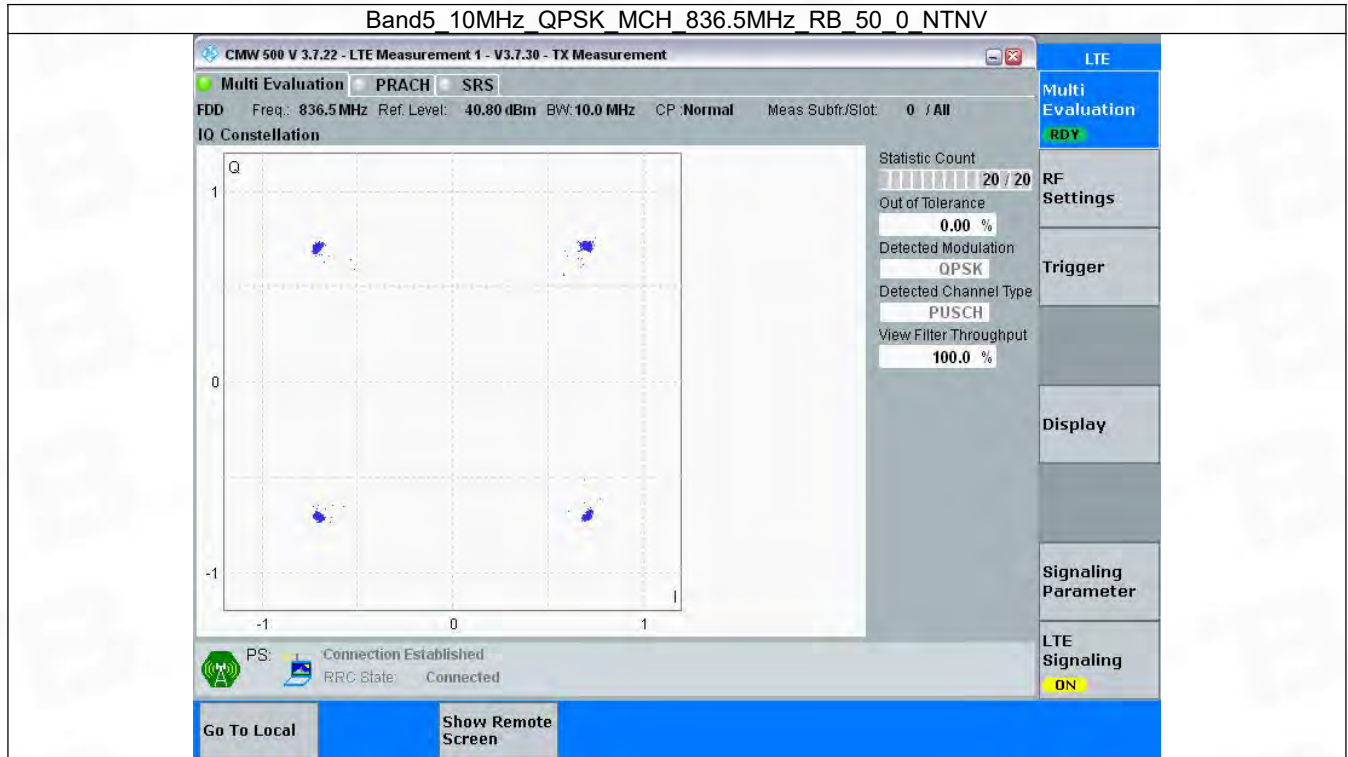 Band5_10MHz_QPSK_MCH_836.5MHz_RB_50_0_NTNV
CMW 500 V 3.7.22 - LTE Measurement 1 - V3.7.30 - TX Measurement
LTE
Multi Evaluation PRACH SRS
Multi
Evaluation
RDY
FDD Freq.: 836.5 MHz Ref. Level: 40.80 dBm BW: 10.0 MHz CP :Normal Meas Subfr./Slot: 0 / All
IQ Constellation
Q
1
0
-1
I
-1 0 1
Statistic Count
20 / 20
Out of Tolerance
0.00 %
Detected Modulation
QPSK
Detected Channel Type
PUSCH
View Filter Throughput
100.0 %
RF
Settings
Trigger
Display
Signaling
Parameter
LTE
Signaling
ON
PS: Connection Established
RRC State: Connected
Go To Local
Show Remote
Screen